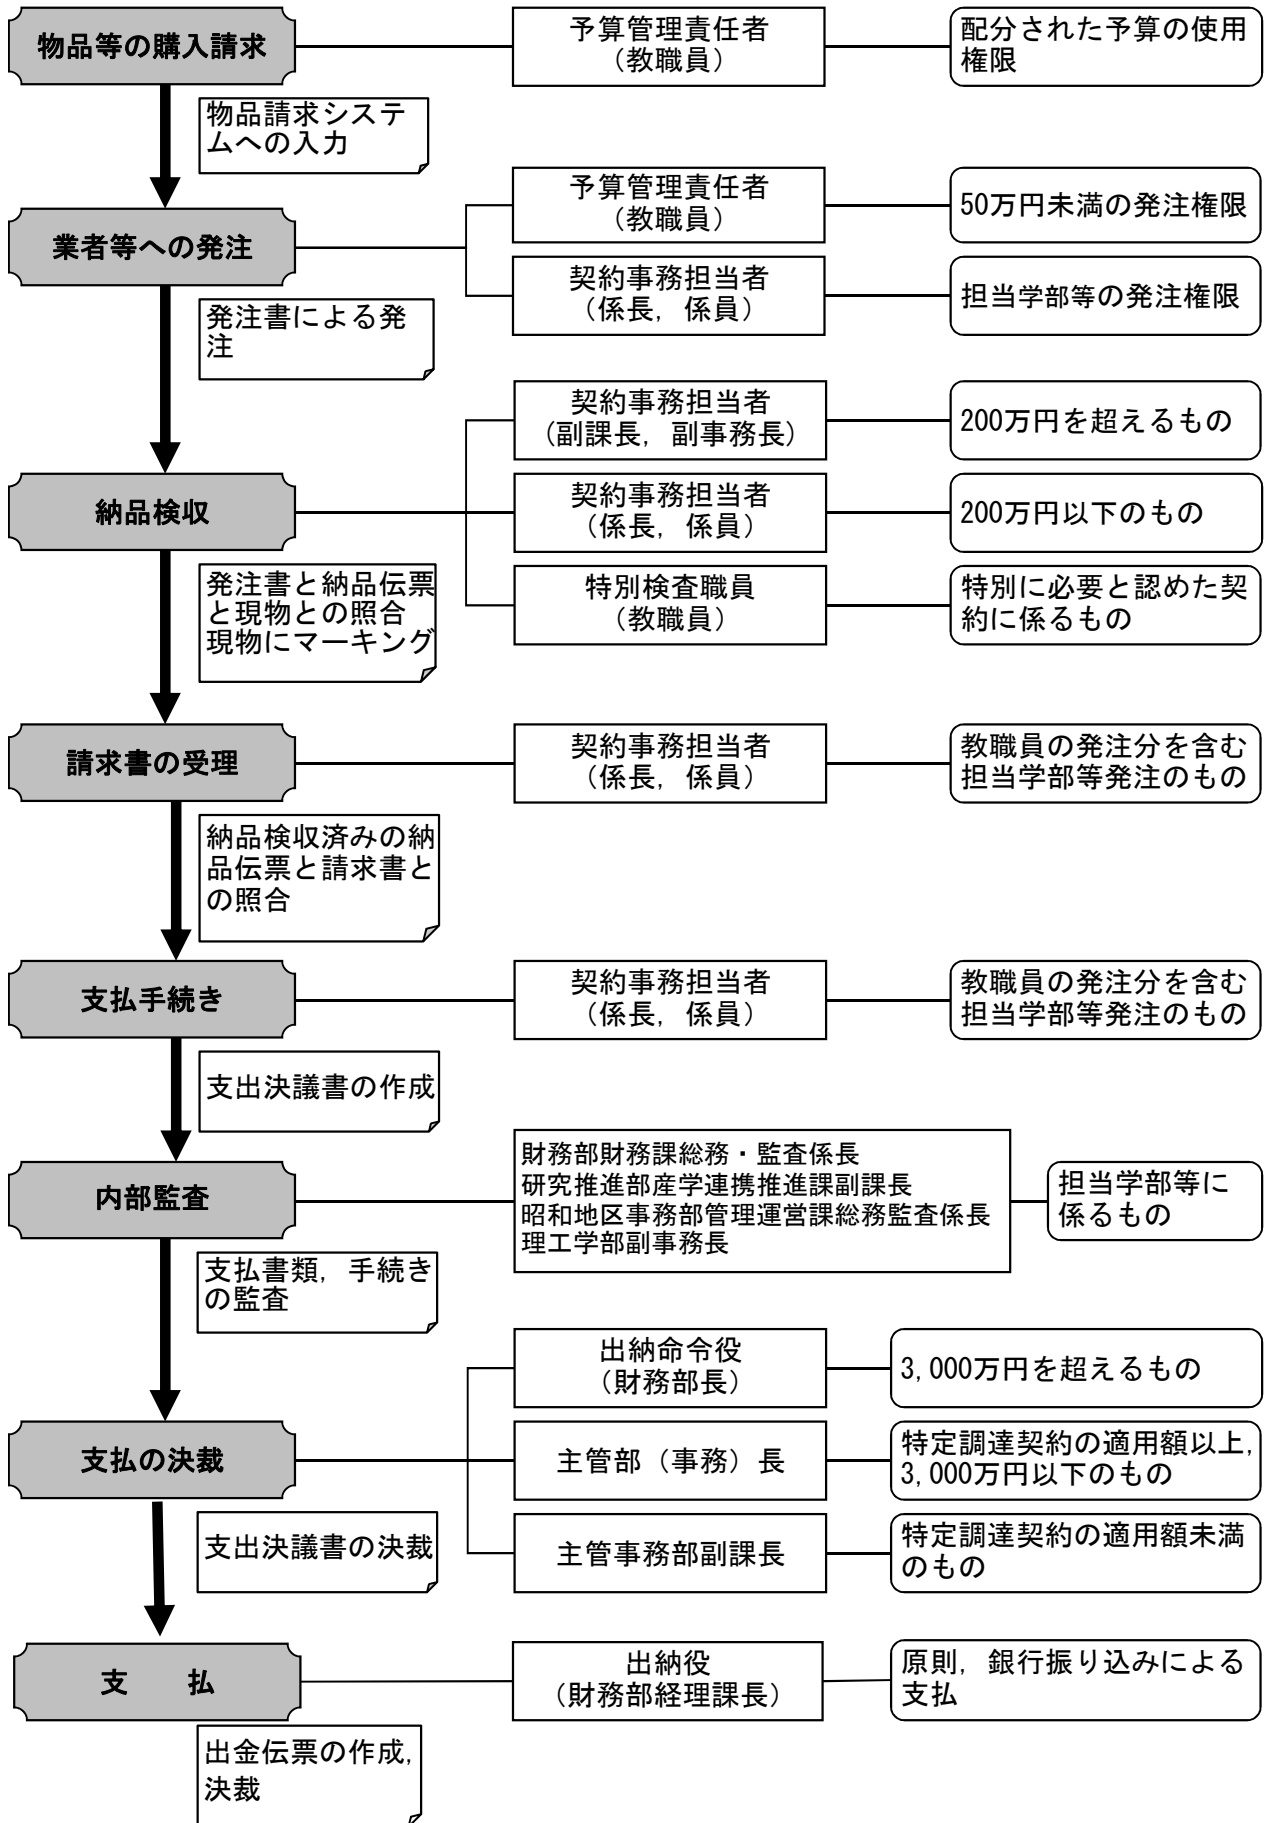 物品等の購入請求
予算管理責任者
（教職員）
配分された予算の使用
権限
物品請求システ
ムへの入力
業者等への発注
予算管理責任者
（教職員）
50万円未満の発注権限
契約事務担当者
（係長，係員）
担当学部等の発注権限
発注書による発
注
納品検収
契約事務担当者
（副課長，副事務長）
200万円を超えるもの
契約事務担当者
（係長，係員）
200万円以下のもの
特別検査職員
（教職員）
特別に必要と認めた契
約に係るもの
発注書と納品伝票
と現物との照合
現物にマーキング
請求書の受理
契約事務担当者
（係長，係員）
教職員の発注分を含む
担当学部等発注のもの
納品検収済みの納
品伝票と請求書と
の照合
支払手続き
契約事務担当者
（係長，係員）
教職員の発注分を含む
担当学部等発注のもの
支出決議書の作成
内部監査
財務部財務課総務・監査係長
研究推進部産学連携推進課副課長
昭和地区事務部管理運営課総務監査係長
理工学部副事務長
担当学部等に
係るもの
支払書類，手続き
の監査
支払の決裁
出納命令役
（財務部長）
3,000万円を超えるもの
主管部（事務）長
特定調達契約の適用額以上，
3,000万円以下のもの
主管事務部副課長
特定調達契約の適用額未満
のもの
支出決議書の決裁
支　　払
出納役
（財務部経理課長）
原則，銀行振り込みによる
支払
出金伝票の作成，
決裁